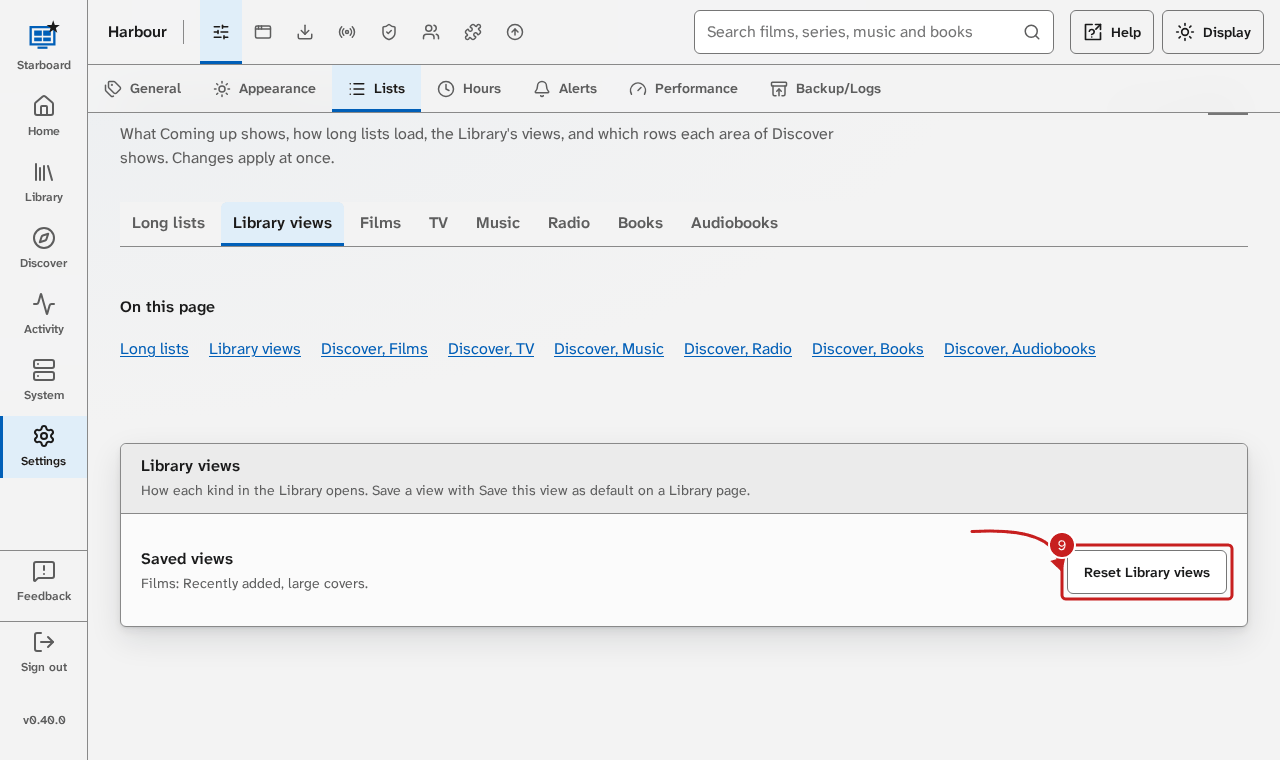 Starboard
Home
Library
Discover
Activity
System
Settings
Feedback
Sign out
v0.40.0
Harbour
Search films, series, music and books
Help
Display
General
Appearance
Lists
Hours
Alerts
Performance
Backup/Logs
What Coming up shows, how long lists load, the Library's views, and which rows each area of Discover
shows. Changes apply at once.
Long lists
Library views
Films
TV
Music
Radio
Books
Audiobooks
On this page
Long lists
Library views
Discover, Films
Discover, TV
Discover, Music
Discover, Radio
Discover, Books
Discover, Audiobooks
Library views
How each kind in the Library opens. Save a view with Save this view as default on a Library page.
Saved views
Films: Recently added, large covers.
9
Reset Library views